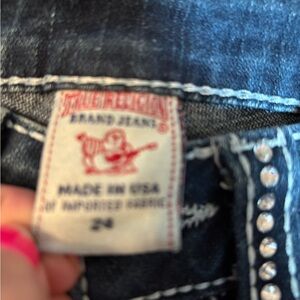 TRUE RELIGION
BRAND JEANS
MADE IN USA
OF IMPORTED FABRIC
24